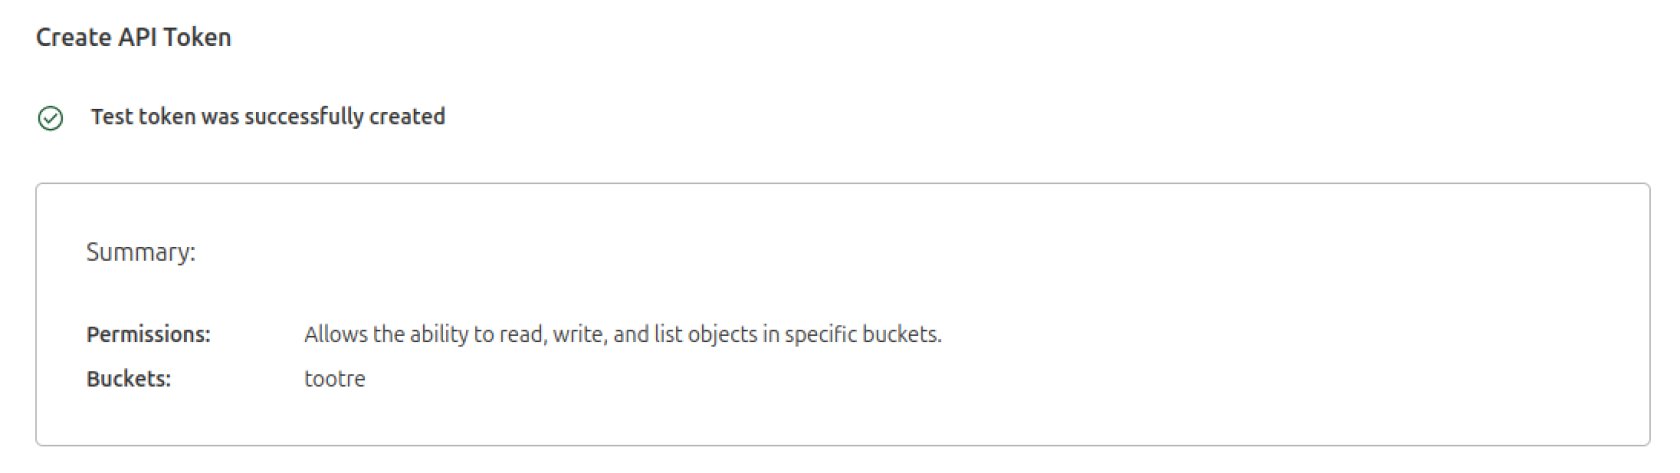 Create API Token
Test token was successfully created
Summary:
Permissions: Allows the ability to read, write, and list objects in specific buckets.
Buckets: tootre